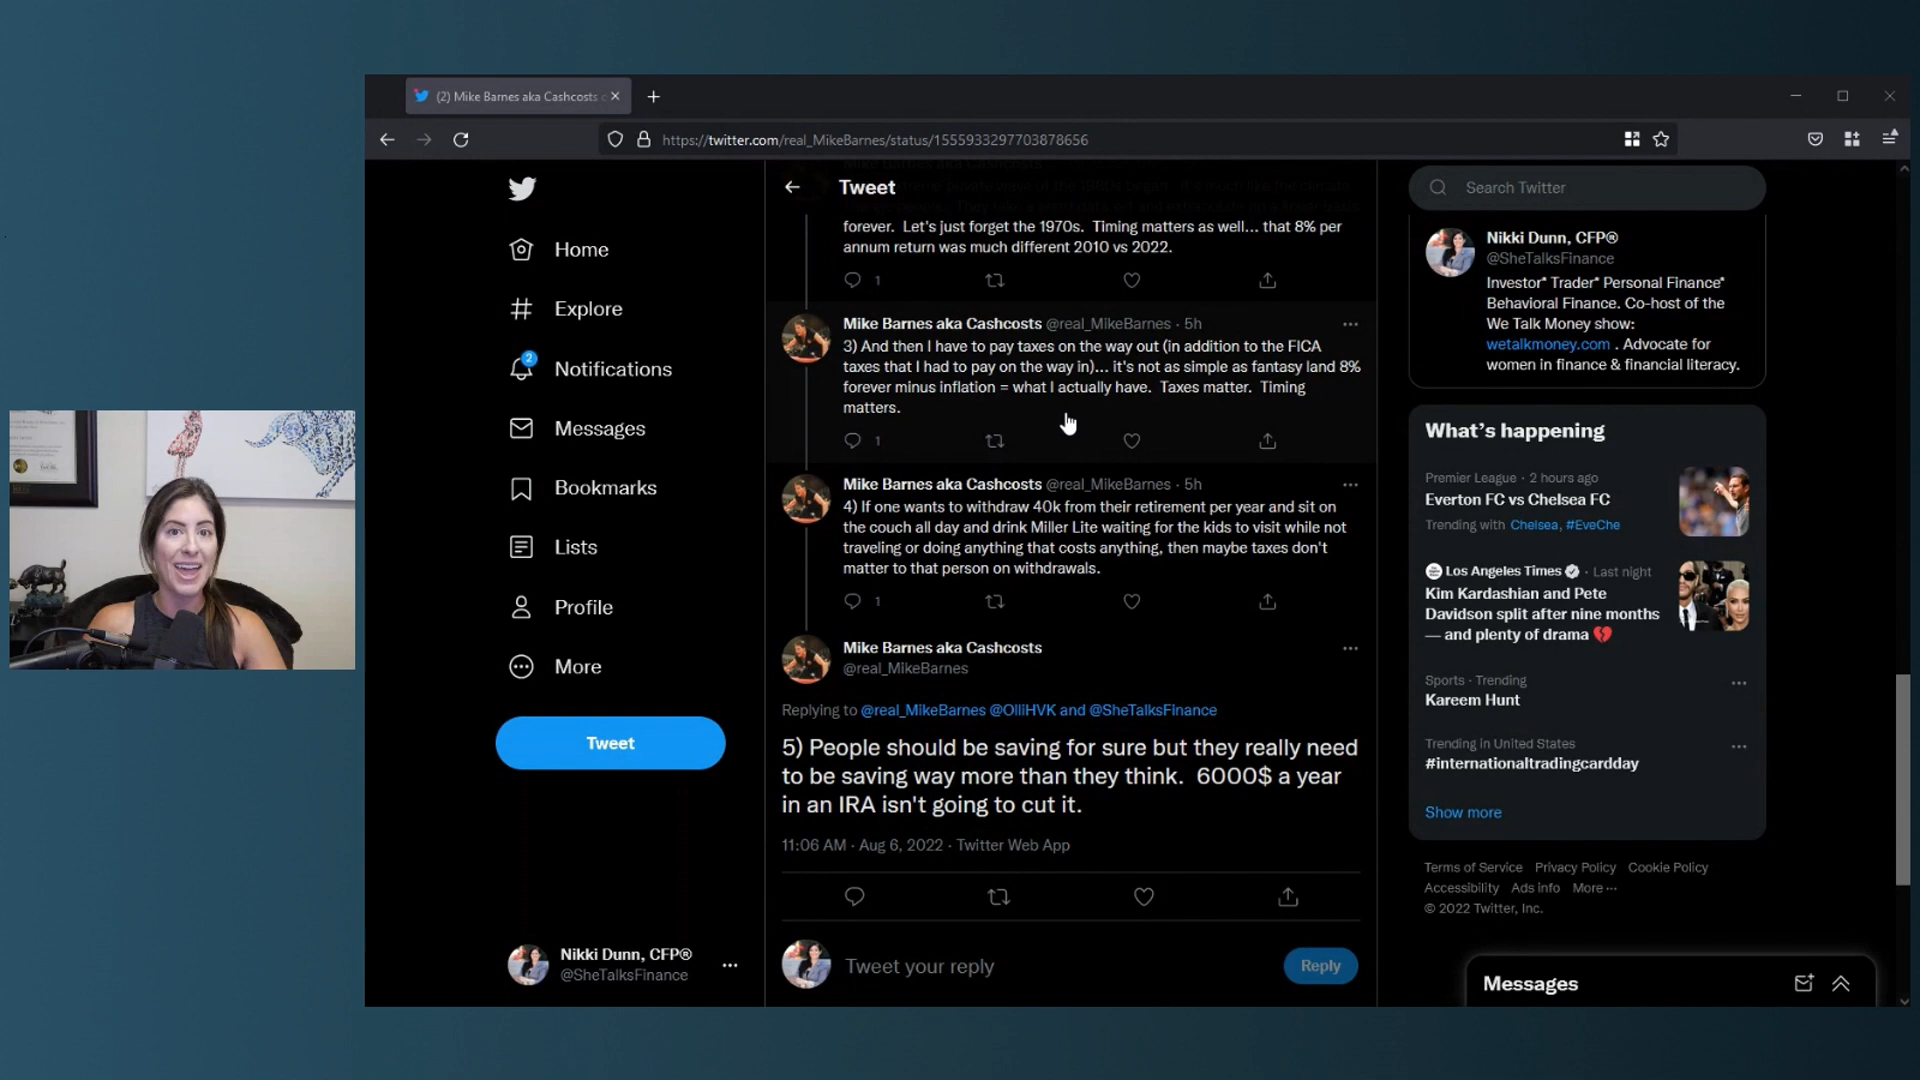 (2) Mike Barnes aka Cashcosts
https://twitter.com/real_MikeBarnes/status/1555933297703878656
Home
Explore
2
Notifications
Messages
Bookmarks
Lists
Profile
More
Tweet
Nikki Dunn, CFP®
@SheTalksFinance
Tweet
forever. Let's just forget the 1970s. Timing matters as well... that 8% per
annum return was much different 2010 vs 2022.
1
Mike Barnes aka Cashcosts @real_MikeBarnes · 5h
3) And then I have to pay taxes on the way out (in addition to the FICA
taxes that I had to pay on the way in)... it's not as simple as fantasy land 8%
forever minus inflation = what I actually have. Taxes matter. Timing
matters.
1
Mike Barnes aka Cashcosts @real_MikeBarnes · 5h
4) If one wants to withdraw 40k from their retirement per year and sit on
the couch all day and drink Miller Lite waiting for the kids to visit while not
traveling or doing anything that costs anything, then maybe taxes don't
matter to that person on withdrawals.
1
Mike Barnes aka Cashcosts
@real_MikeBarnes
Replying to @real_MikeBarnes @OlliHVK and @SheTalksFinance
5) People should be saving for sure but they really need
to be saving way more than they think. 6000$ a year
in an IRA isn't going to cut it.
11:06 AM · Aug 6, 2022 · Twitter Web App
Tweet your reply
Reply
Search Twitter
Nikki Dunn, CFP®
@SheTalksFinance
Investor* Trader* Personal Finance*
Behavioral Finance. Co-host of the
We Talk Money show:
wetalkmoney.com . Advocate for
women in finance & financial literacy.
What's happening
Premier League · 2 hours ago
Everton FC vs Chelsea FC
Trending with Chelsea, #EveChe
Los Angeles Times · Last night
Kim Kardashian and Pete
Davidson split after nine months
— and plenty of drama 💔
Sports · Trending
Kareem Hunt
Trending in United States
#internationaltradingcardday
Show more
Terms of Service Privacy Policy Cookie Policy
Accessibility Ads info More ···
© 2022 Twitter, Inc.
Messages